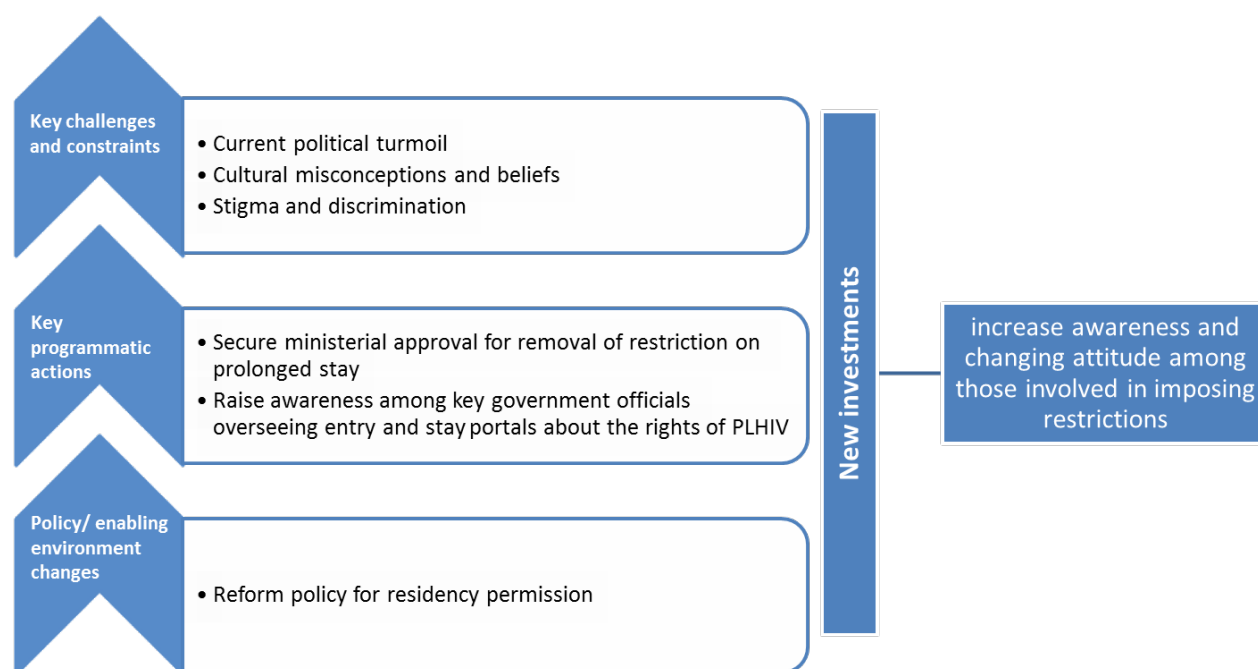 Key challenges
and constraints
• Current political turmoil
• Cultural misconceptions and beliefs
• Stigma and discrimination
Key
programmatic
actions
• Secure ministerial approval for removal of restriction on
prolonged stay
• Raise awareness among key government officials
overseeing entry and stay portals about the rights of PLHIV
Policy/ enabling
environment
changes
• Reform policy for residency permission
New investments
increase awareness and
changing attitude among
those involved in imposing
restrictions